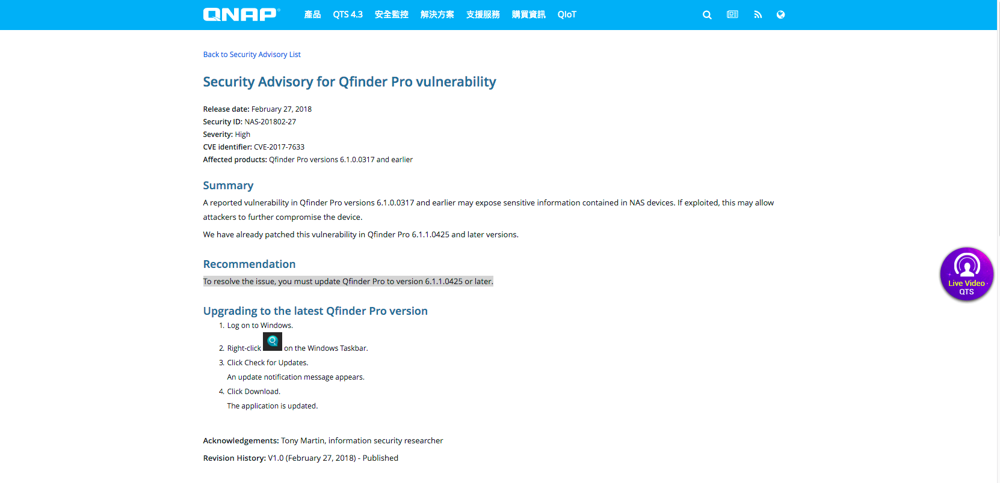 QNAP 產品 QTS 4.3 安全監控 解決方案 支援服務 購買資訊 QIoT
Back to Security Advisory List
Security Advisory for Qfinder Pro vulnerability
Release date: February 27, 2018
Security ID: NAS-201802-27
Severity: High
CVE identifier: CVE-2017-7633
Affected products: Qfinder Pro versions 6.1.0.0317 and earlier
Summary
A reported vulnerability in Qfinder Pro versions 6.1.0.0317 and earlier may expose sensitive information contained in NAS devices. If exploited, this may allow
attackers to further compromise the device.
We have already patched this vulnerability in Qfinder Pro 6.1.1.0425 and later versions.
Recommendation
To resolve the issue, you must update Qfinder Pro to version 6.1.1.0425 or later.
Live Video
QTS
Upgrading to the latest Qfinder Pro version
1. Log on to Windows.
2. Right-click on the Windows Taskbar.
3. Click Check for Updates.
An update notification message appears.
4. Click Download.
The application is updated.
Acknowledgements: Tony Martin, information security researcher
Revision History: V1.0 (February 27, 2018) - Published